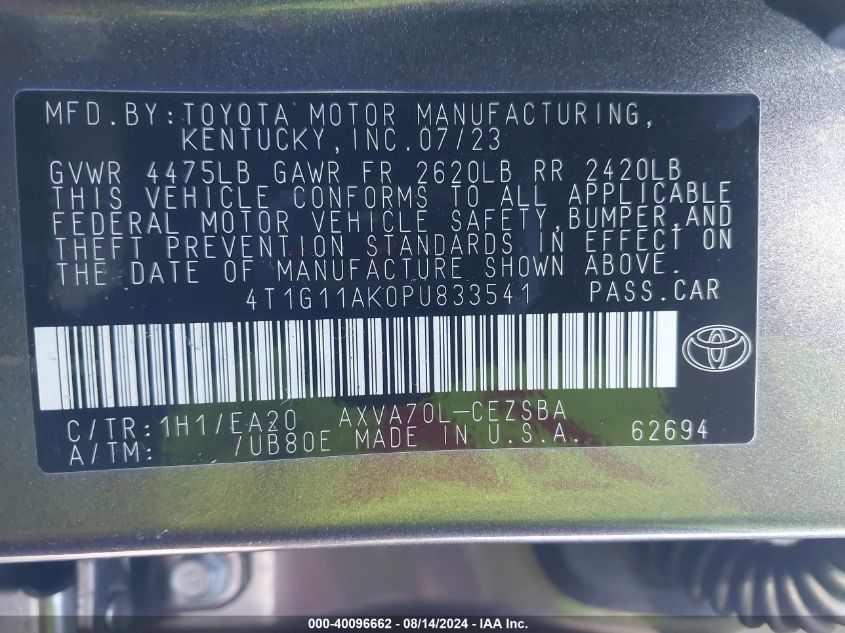 MFD.BY:TOYOTA MOTOR MANUFACTURING,
KENTUCKY,INC.07/23
GVWR 4475LB GAWR FR 2620LB RR 2420LB
THIS VEHICLE CONFORMS TO ALL APPLICABLE
FEDERAL MOTOR VEHICLE SAFETY,BUMPER,AND
THEFT PREVENTION STANDARDS IN EFFECT ON
THE DATE OF MANUFACTURE SHOWN ABOVE.
4T1G11AK0PU833541 PASS.CAR
C/TR:1H1/EA20 AXVA70L-CEZSBA
A/TM: /UB80E MADE IN U.S.A. 62694
000-40096662 - 08/14/2024 - IAA Inc.